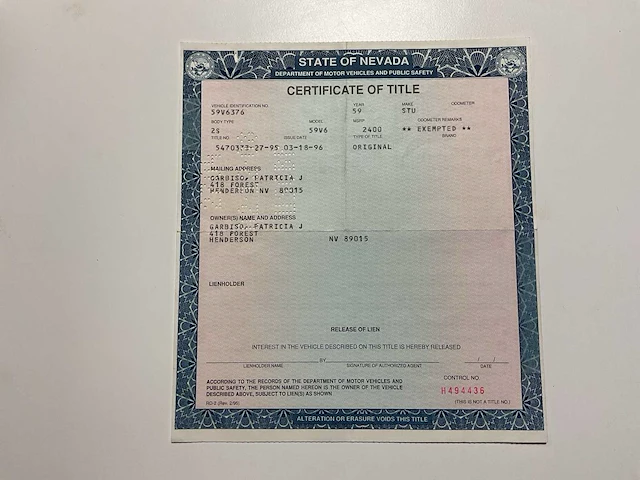 STATE OF NEVADA
DEPARTMENT OF MOTOR VEHICLES AND PUBLIC SAFETY
CERTIFICATE OF TITLE
VEHICLE IDENTIFICATION NO. YEAR MAKE ODOMETER
59V6376 59 STU
BODY TYPE MODEL MSRP ODOMETER REMARKS
2S 59V6 2400 ** EXEMPTED **
TITLE NO. ISSUE DATE TYPE OF TITLE BRAND
03-18-96 ORIGINAL
MAILING ADDRESS
PATRICIA J
418 FOREST
HENDERSON NV 89015
OWNER(S) NAME AND ADDRESS
PATRICIA J
418 FOREST
HENDERSON NV 89015
LIENHOLDER
RELEASE OF LIEN
INTEREST IN THE VEHICLE DESCRIBED ON THIS TITLE IS HEREBY RELEASED
BY / /
LIENHOLDER NAME SIGNATURE OF AUTHORIZED AGENT DATE
CONTROL NO.
ACCORDING TO THE RECORDS OF THE DEPARTMENT OF MOTOR VEHICLES AND
PUBLIC SAFETY, THE PERSON NAMED HEREON IS THE OWNER OF THE VEHICLE
DESCRIBED ABOVE, SUBJECT TO LIEN(S) AS SHOWN.
H494436
(THIS IS NOT A TITLE NO.)
ALTERATION OR ERASURE VOIDS THIS TITLE